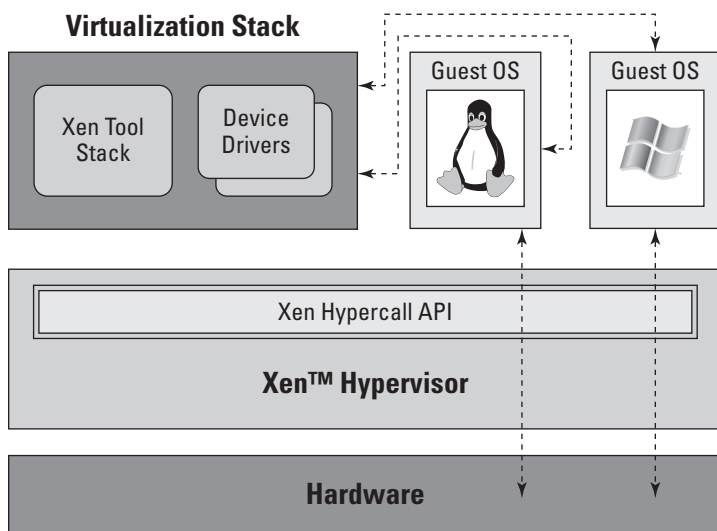 Virtualization Stack
Guest OS
Guest OS
Xen Tool
Stack
Device
Drivers
Xen Hypercall API
Xen™ Hypervisor
Hardware